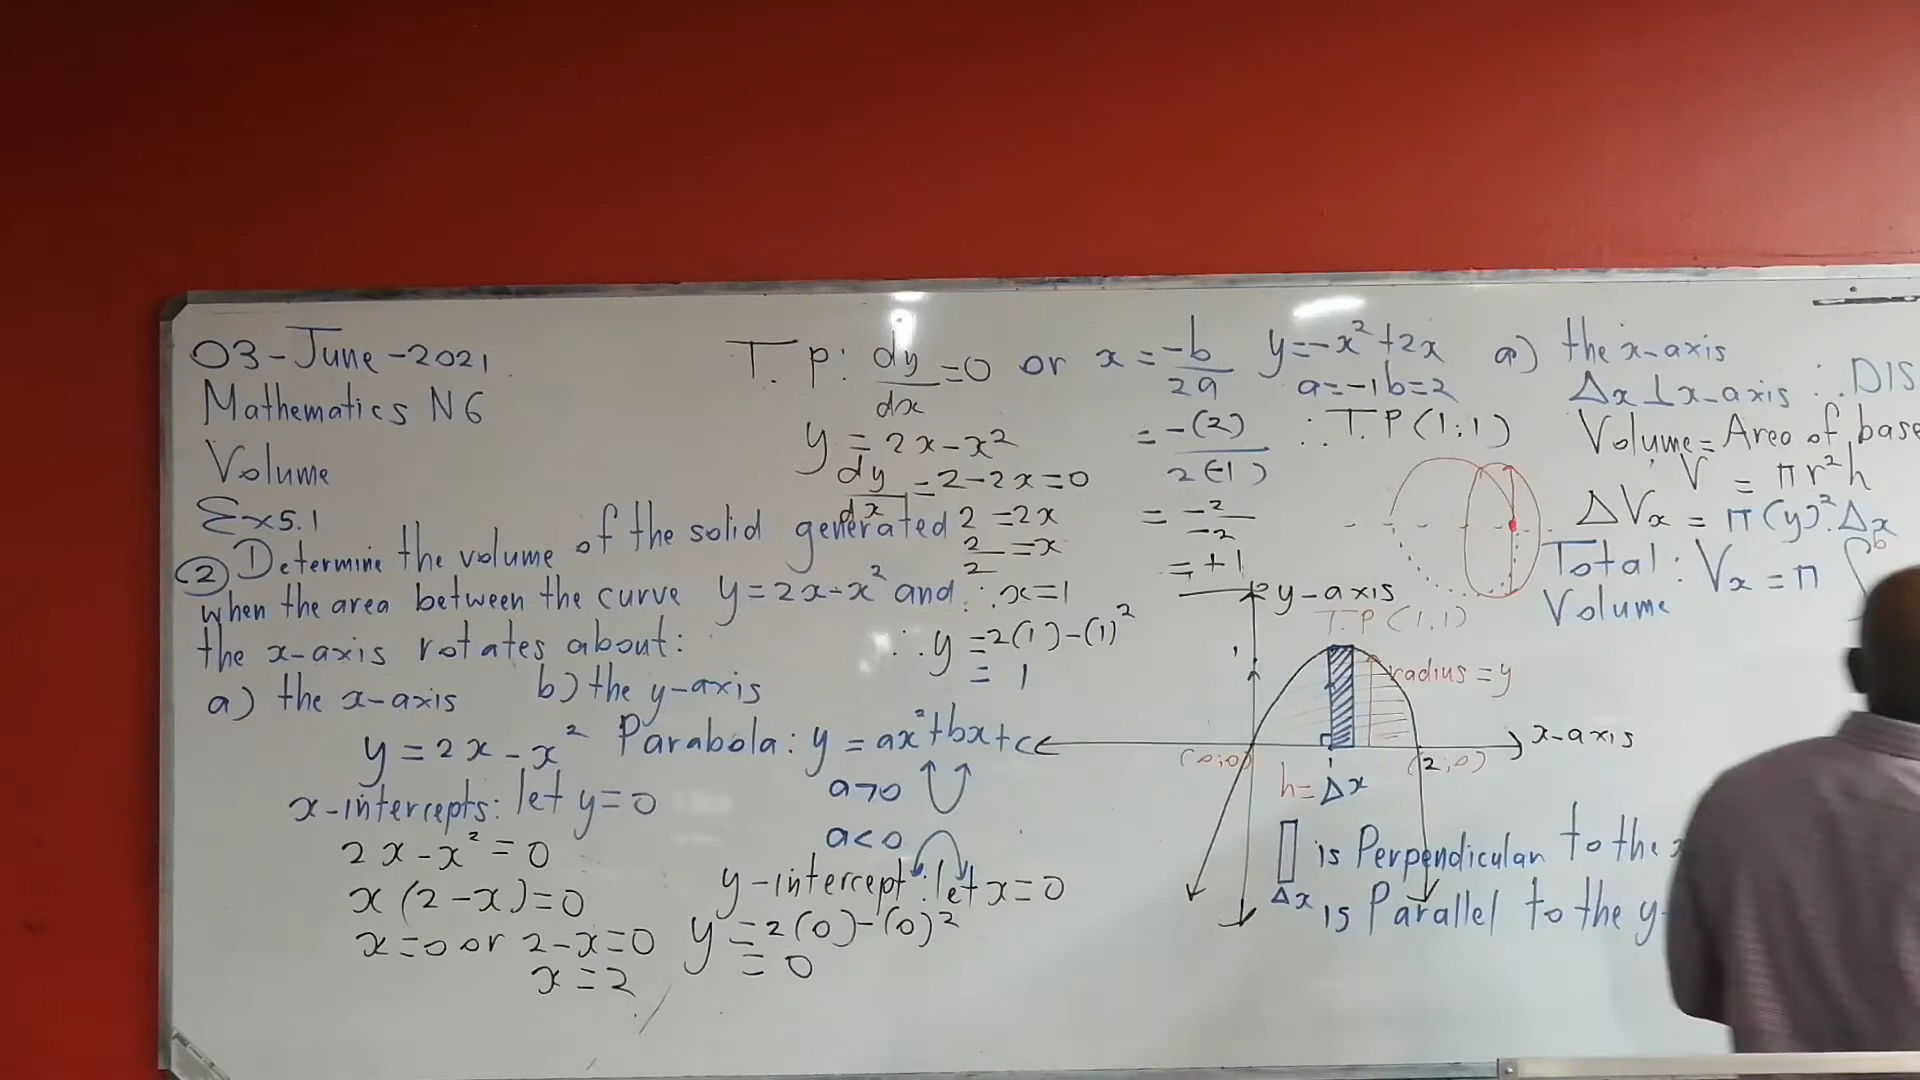 03-June-2021
Mathematics N6
Volume
Ex5.1
② Determine the volume of the solid generated
when the area between the curve y=2x-x² and
the x-axis rotates about:
a) the x-axis b) the y-axis
y=2x-x² Parabola: y=ax²+bx+c
x-intercepts: let y=0
2x-x²=0
x(2-x)=0
x=0 or 2-x=0
x=2
a>0
a<0
y-intercept: let x=0
y=2(0)-(0)²
=0
T.P: dy/dx=0 or x=-b/2a
y=2x-x²
dy/dx=2-2x=0
2=2x
2/2=x
∴x=1
∴y=2(1)-(1)²
=1
y=-x²+2x
a=-1 b=2
=-(2)/2(-1)
=-2/-2
=+1
∴T.P(1;1)
y-axis
T.P(1;1)
radius=y
x-axis
(0;0)
(2;0)
h=Δx
▯ is Perpendicular to the
Δx is Parallel to the y-
a) the x-axis
Δx⊥x-axis ∴DIS
Volume=Area of base
V=πr²h
ΔVx=π(y)².Δx
Total: Vx=π∫b
Volume